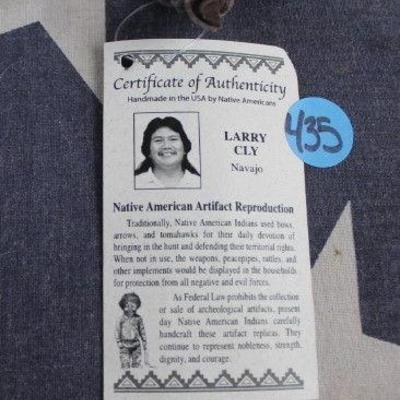 Certificate of Authenticity
Handmade in the USA by Native Americans
LARRY
CLY
Navajo
435
Native American Artifact Reproduction
Traditionally, Native American Indians used bows,
arrows, and tomahawks for their daily devotion of
bringing in the hunt and defending their territorial rights.
When not in use, the weapons, peacepipes, rattles, and
other implements would be displayed in the households
for protection from all negative and evil forces.
As Federal Law prohibits the collection
or sale of archeological artifacts, present
day Native American Indians carefully
handcraft these artifact replicas. They
continue to represent nobleness, strength,
dignity, and courage.